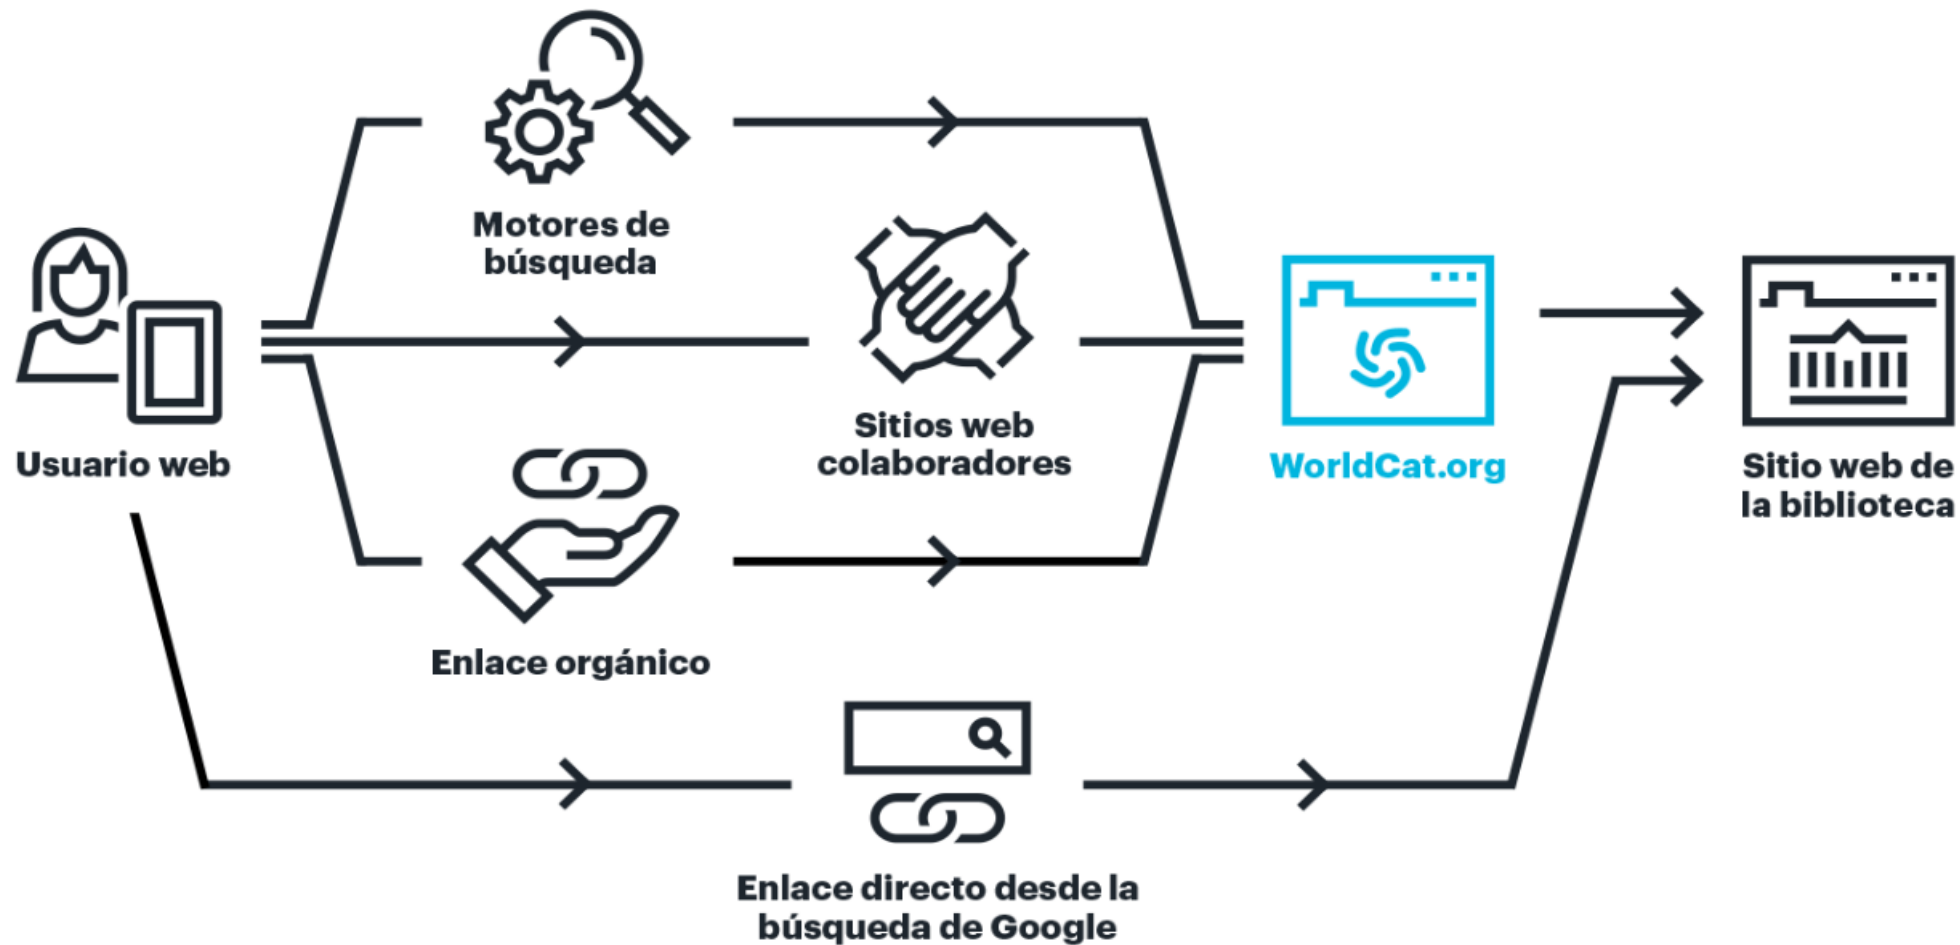 Motores de
búsqueda
Usuario web
Sitios web
colaboradores
WorldCat.org
Sitio web de
la biblioteca
Enlace orgánico
Enlace directo desde la
búsqueda de Google